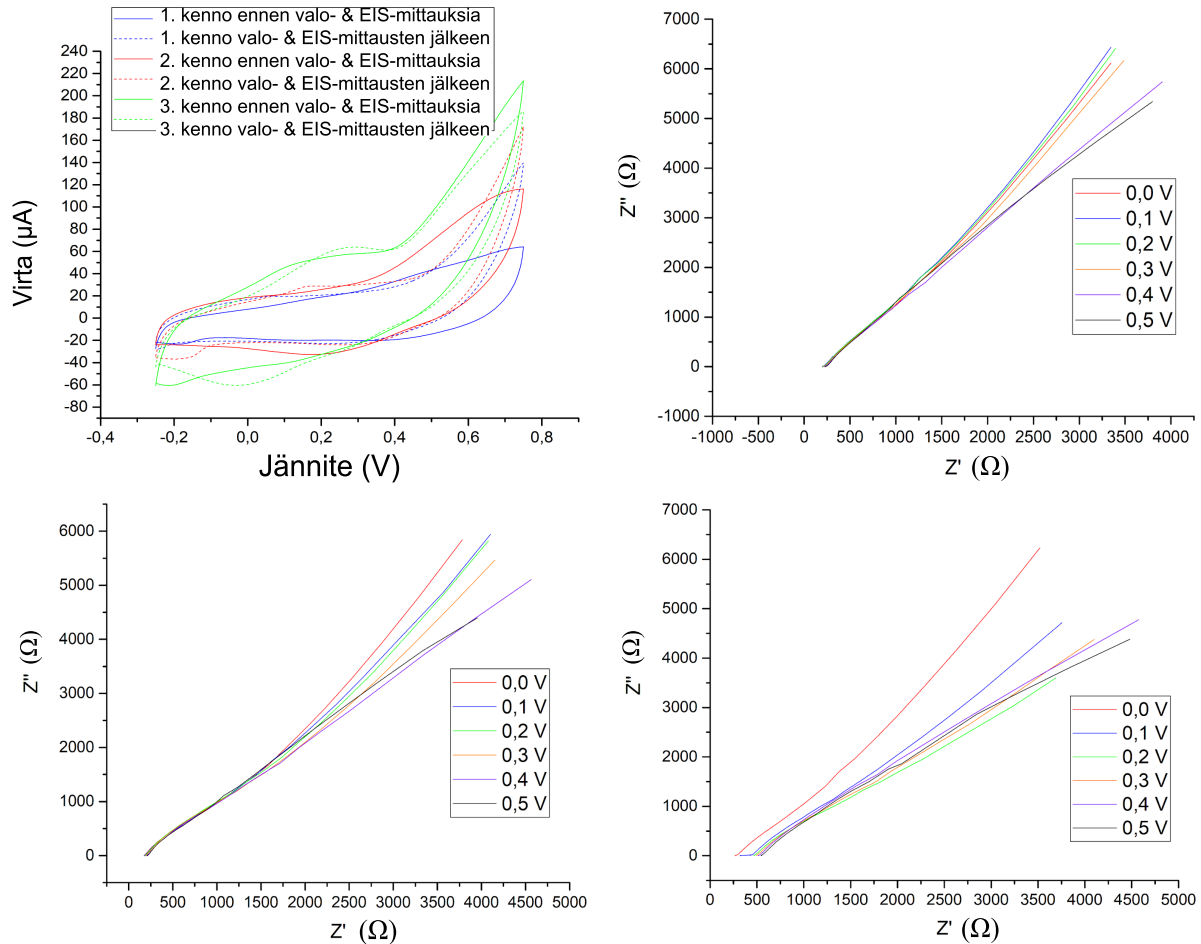 1. kenno ennen valo- & EIS-mittauksia
1. kenno valo- & EIS-mittausten jälkeen
2. kenno ennen valo- & EIS-mittauksia
2. kenno valo- & EIS-mittausten jälkeen
3. kenno ennen valo- & EIS-mittauksia
3. kenno valo- & EIS-mittausten jälkeen
240
220
200
180
160
140
120
100
80
60
40
20
0
-20
-40
-60
-80
Virta (µA)
-0,4 -0,2 0,0 0,2 0,4 0,6 0,8
Jännite (V)
7000
6000
5000
4000
3000
2000
1000
0
-1000
Z'' (Ω)
0,0 V
0,1 V
0,2 V
0,3 V
0,4 V
0,5 V
-1000 -500 0 500 1000 1500 2000 2500 3000 3500 4000
Z' (Ω)
6000
5000
4000
3000
2000
1000
0
Z'' (Ω)
0,0 V
0,1 V
0,2 V
0,3 V
0,4 V
0,5 V
0 500 1000 1500 2000 2500 3000 3500 4000 4500 5000
Z' (Ω)
7000
6000
5000
4000
3000
2000
1000
0
Z'' (Ω)
0,0 V
0,1 V
0,2 V
0,3 V
0,4 V
0,5 V
0 500 1000 1500 2000 2500 3000 3500 4000 4500 5000
Z' (Ω)